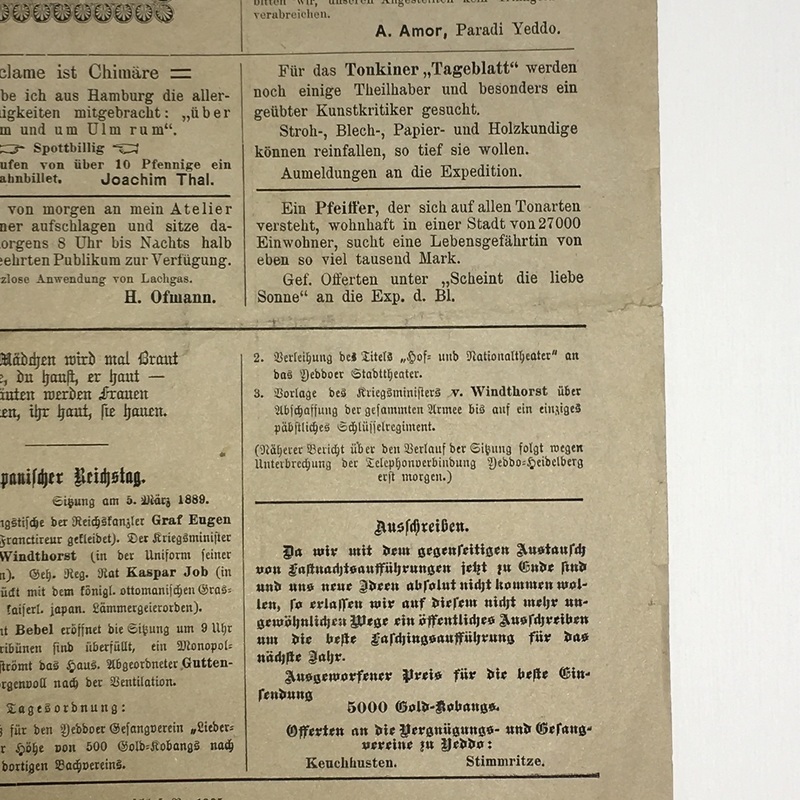 verabreichen.
A. Amor, Paradi Yeddo.
clame ist Chimäre
be ich aus Hamburg die aller-
igkeiten mitgebracht: „über
m und um Ulm rum“.
Spottbillig
ufen von über 10 Pfennige ein
ahnbillet. Joachim Thal.
von morgen an mein Atelier
ner aufschlagen und sitze da-
orgens 8 Uhr bis Nachts halb
eehrten Publikum zur Verfügung.
zlose Anwendung von Lachgas.
H. Ofmann.
Für das Tonkiner „Tageblatt“ werden
noch einige Theilhaber und besonders ein
geübter Kunstkritiker gesucht.
Stroh-, Blech-, Papier- und Holzkundige
können reinfallen, so tief sie wollen.
Aumeldungen an die Expedition.
Ein Pfeiffer, der sich auf allen Tonarten
versteht, wohnhaft in einer Stadt von 27000
Einwohner, sucht eine Lebensgefährtin von
eben so viel tausend Mark.
Gef. Offerten unter „Scheint die liebe
Sonne“ an die Exp. d. Bl.
Mädchen wird mal Braut
e, du haust, er haut —
äuten werden Frauen
en, ihr haut, sie hauen.
panischer Reichstag.
Sitzung am 5. März 1889.
ngstische der Reichskanzler Graf Eugen
Franctireur gekleidet). Der Kriegsminister
Windthorst (in der Uniform seiner
n). Geh. Reg. Rat Kaspar Job (in
ückt mit dem königl. ottomanischen Gras-
kaiserl. japan. Lämmergeierorden).
nt Bebel eröffnet die Sitzung um 9 Uhr
ribünen sind überfüllt, ein Monopol-
strömt das Haus. Abgeordneter Gutten-
rgenvoll nach der Ventilation.
Tagesordnung:
g für den Yedboer Gesangverein „Lieder-
r Höhe von 500 Gold-Kobangs nach
dortigen Bachvereins.
2. Verleihung des Titels „Hof- und Nationaltheater“ an
das Yedboer Stadttheater.
3. Vorlage des Kriegsministers v. Windthorst über
Abschaffung der gesammten Armee bis auf ein einziges
päbstliches Schlüsselregiment.
(Näherer Bericht über den Verlauf der Sitzung folgt wegen
Unterbrechung der Telephonverbindung Yeddo-Heidelberg
erst morgen.)
Ausschreiben.
Da wir mit dem gegenseitigen Austausch
von Fastnachtsaufführungen jetzt zu Ende sind
und uns neue Ideen absolut nicht kommen wol-
len, so erlassen wir auf diesem nicht mehr un-
gewöhnlichen Wege ein öffentliches Ausschreiben
um die beste Faschingsaufführung für das
nächste Jahr.
Ausgeworfener Preis für die beste Ein-
sendung
5000 Gold-Kobangs.
Offerten an die Vergnügungs- und Gesang-
vereine zu Yeddo:
Keuchhusten. Stimmritze.